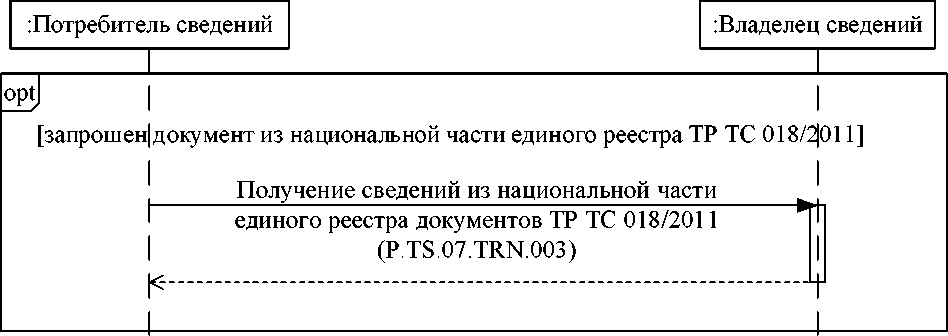 :Потребитель сведений
:Владелец сведений
opt
[запрошен документ из национальной части единого реестра ТР ТС 018/2011]
Получение сведений из национальной части
единого реестра документов ТР ТС 018/2011
(P.TS.07.TRN.003)